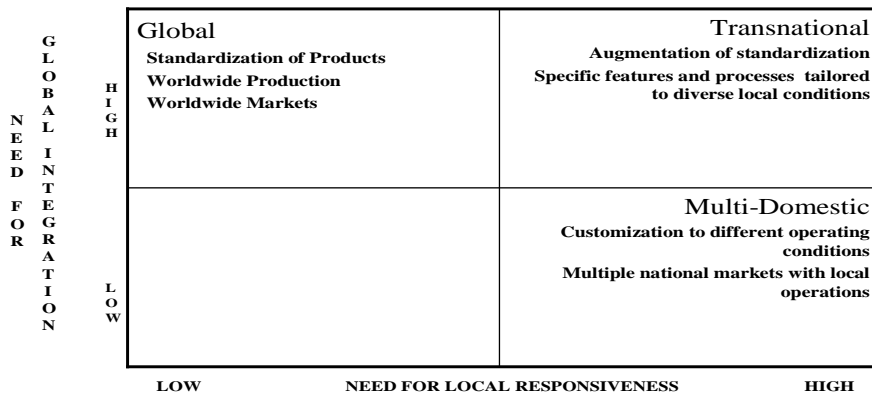 NEED FOR
GLOBAL INTEGRATION
HIGH
LOW
Global
Standardization of Products
Worldwide Production
Worldwide Markets
Transnational
Augmentation of standardization
Specific features and processes tailored
to diverse local conditions
Multi-Domestic
Customization to different operating
conditions
Multiple national markets with local
operations
LOW NEED FOR LOCAL RESPONSIVENESS HIGH